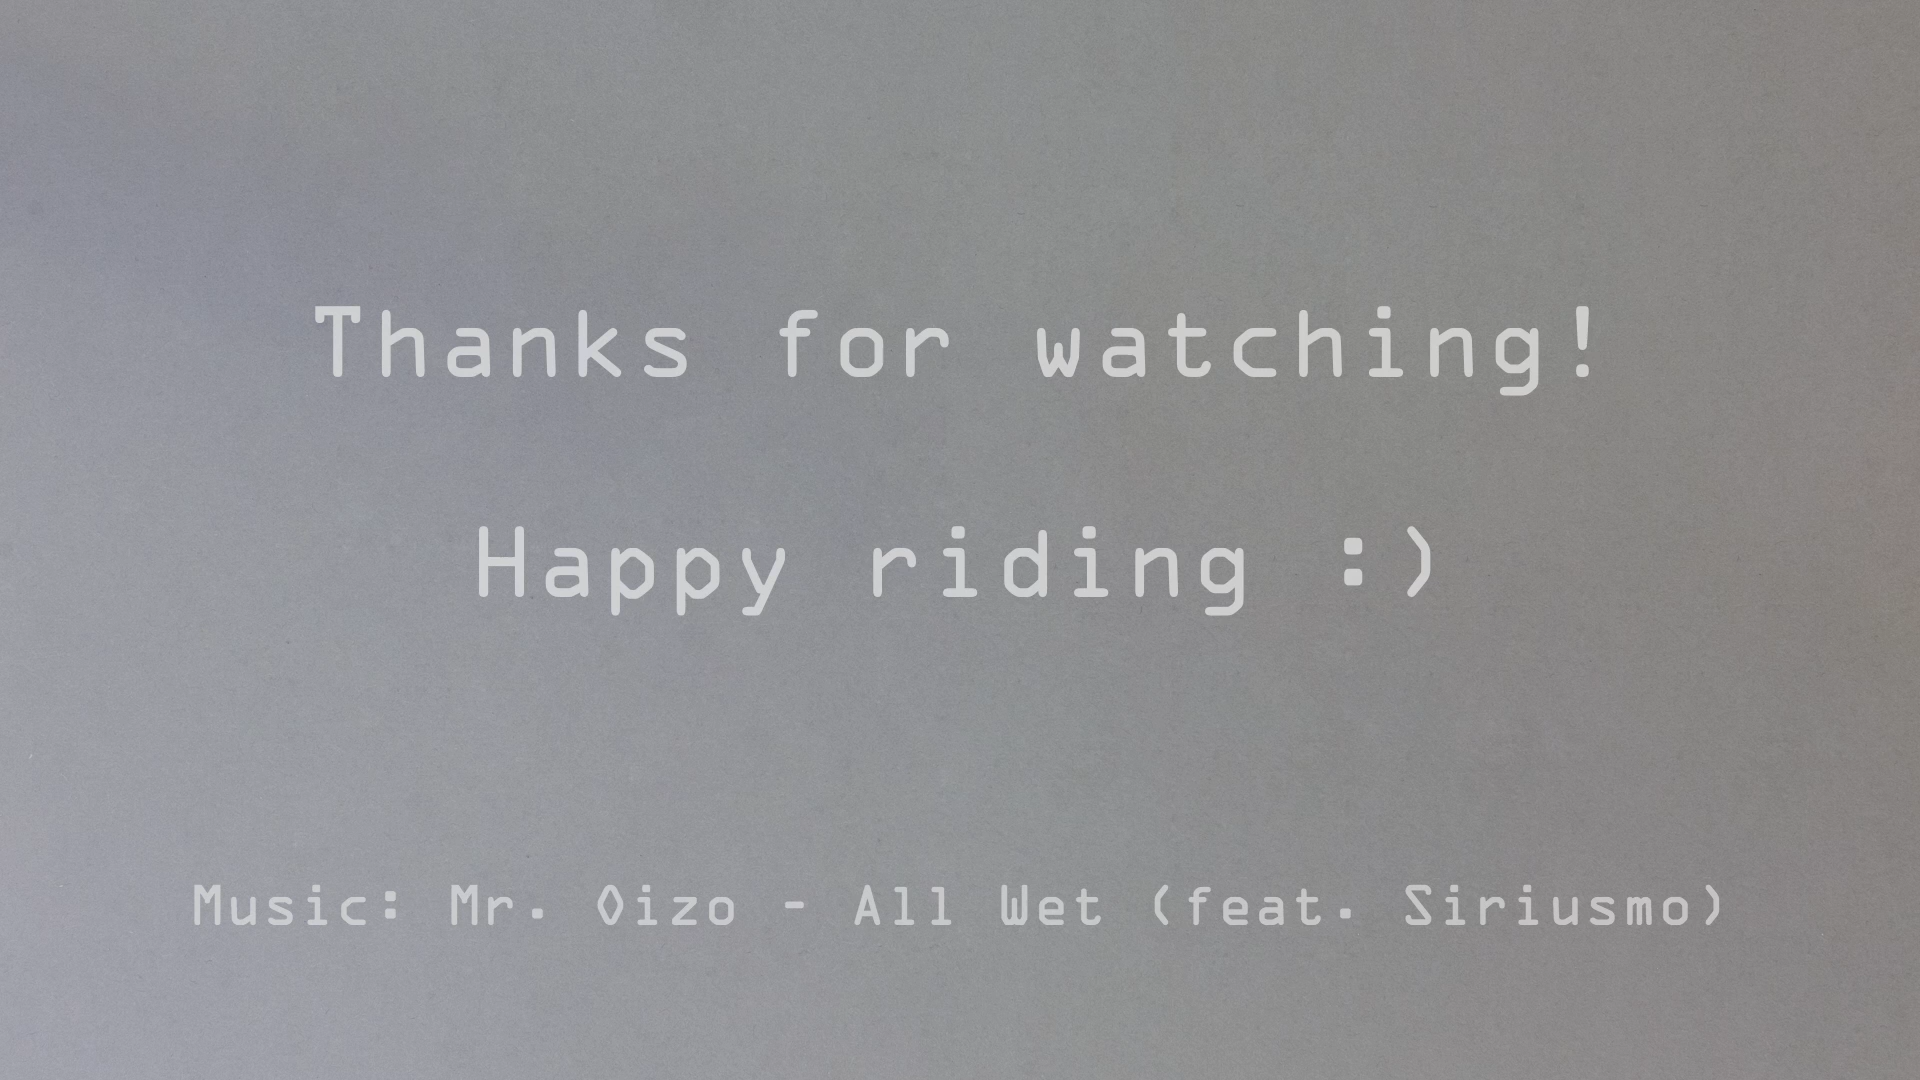 Thanks for watching!
Happy riding :)
Music: Mr. Oizo - All Wet (feat. Siriusmo)